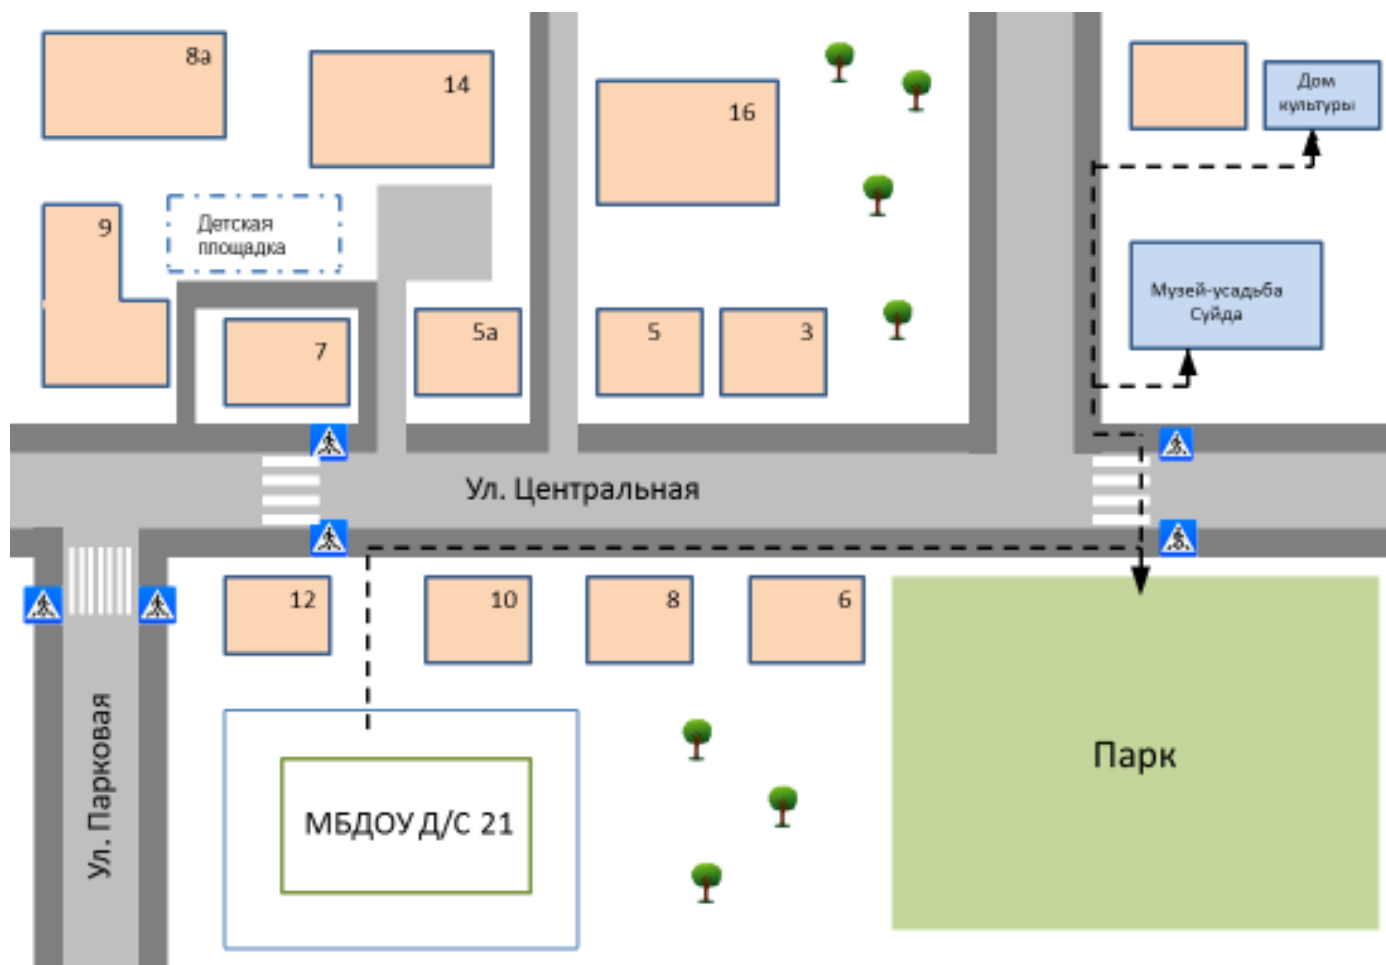 8а
14
16
Дом
культуры
9
Детская
площадка
Музей-усадьба
Суйда
7
5а
5
3
Ул. Центральная
12
10
8
6
Ул. Парковая
МБДОУ Д/С 21
Парк